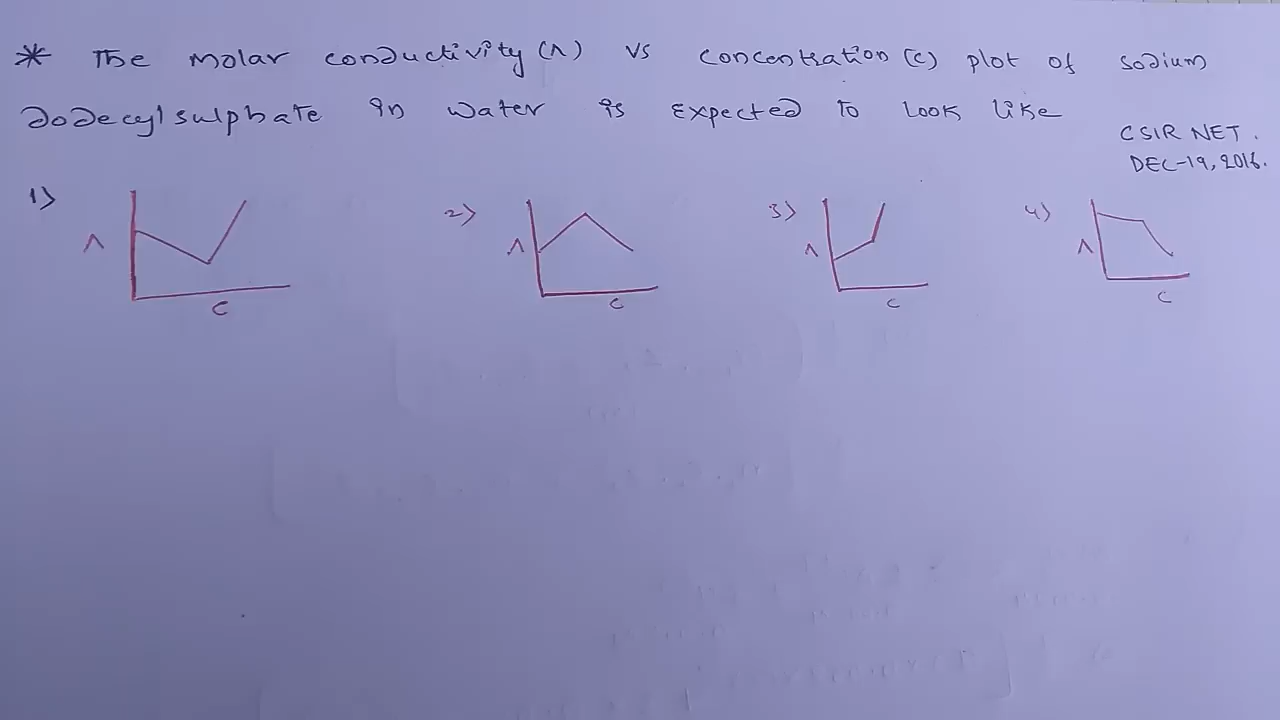 * The molar conductivity (Λ) vs concentration (c) plot of sodium
dodecylsulphate in water is expected to look like
CSIR NET.
DEC-19, 2016.
1) 2) 3) 4)
Λ Λ Λ Λ
C C C C